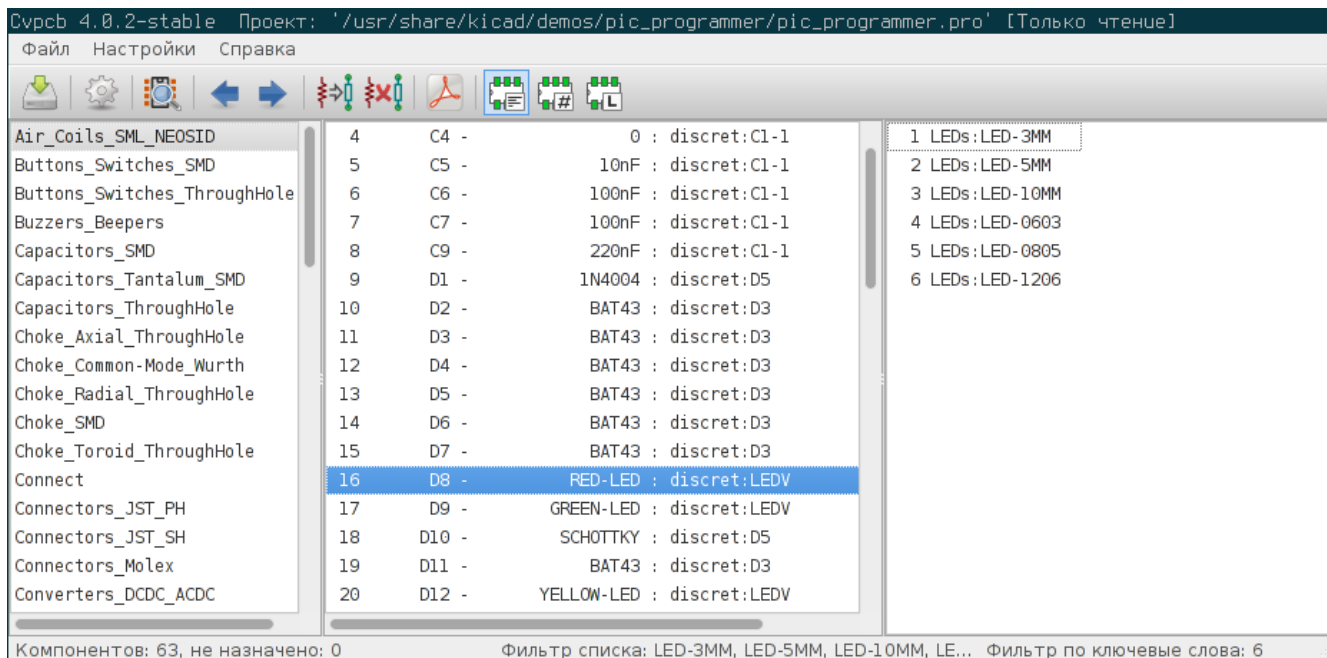 Cvpcb 4.0.2-stable Проект: '/usr/share/kicad/demos/pic_programmer/pic_programmer.pro' [Только чтение]
Файл Настройки Справка
Air_Coils_SML_NEOSID
Buttons_Switches_SMD
Buttons_Switches_ThroughHole
Buzzers_Beepers
Capacitors_SMD
Capacitors_Tantalum_SMD
Capacitors_ThroughHole
Choke_Axial_ThroughHole
Choke_Common-Mode_Wurth
Choke_Radial_ThroughHole
Choke_SMD
Choke_Toroid_ThroughHole
Connect
Connectors_JST_PH
Connectors_JST_SH
Connectors_Molex
Converters_DCDC_ACDC
4 C4 - 0 : discret:C1-1
5 C5 - 10nF : discret:C1-1
6 C6 - 100nF : discret:C1-1
7 C7 - 100nF : discret:C1-1
8 C9 - 220nF : discret:C1-1
9 D1 - 1N4004 : discret:D5
10 D2 - BAT43 : discret:D3
11 D3 - BAT43 : discret:D3
12 D4 - BAT43 : discret:D3
13 D5 - BAT43 : discret:D3
14 D6 - BAT43 : discret:D3
15 D7 - BAT43 : discret:D3
16 D8 - RED-LED : discret:LEDV
17 D9 - GREEN-LED : discret:LEDV
18 D10 - SCHOTTKY : discret:D5
19 D11 - BAT43 : discret:D3
20 D12 - YELLOW-LED : discret:LEDV
1 LEDs:LED-3MM
2 LEDs:LED-5MM
3 LEDs:LED-10MM
4 LEDs:LED-0603
5 LEDs:LED-0805
6 LEDs:LED-1206
Компонентов: 63, не назначено: 0 Фильтр списка: LED-3MM, LED-5MM, LED-10MM, LE... Фильтр по ключевые слова: 6